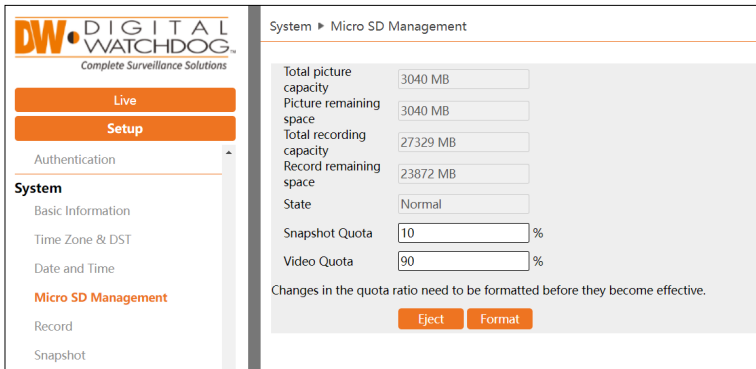 DW DIGITAL
WATCHDOG™
Complete Surveillance Solutions
Live
Setup
Authentication
System
Basic Information
Time Zone & DST
Date and Time
Micro SD Management
Record
Snapshot
System ▶ Micro SD Management
Total picture
capacity
3040 MB
Picture remaining
space
3040 MB
Total recording
capacity
27329 MB
Record remaining
space
23872 MB
State
Normal
Snapshot Quota
10
%
Video Quota
90
%
Changes in the quota ratio need to be formatted before they become effective.
Eject
Format